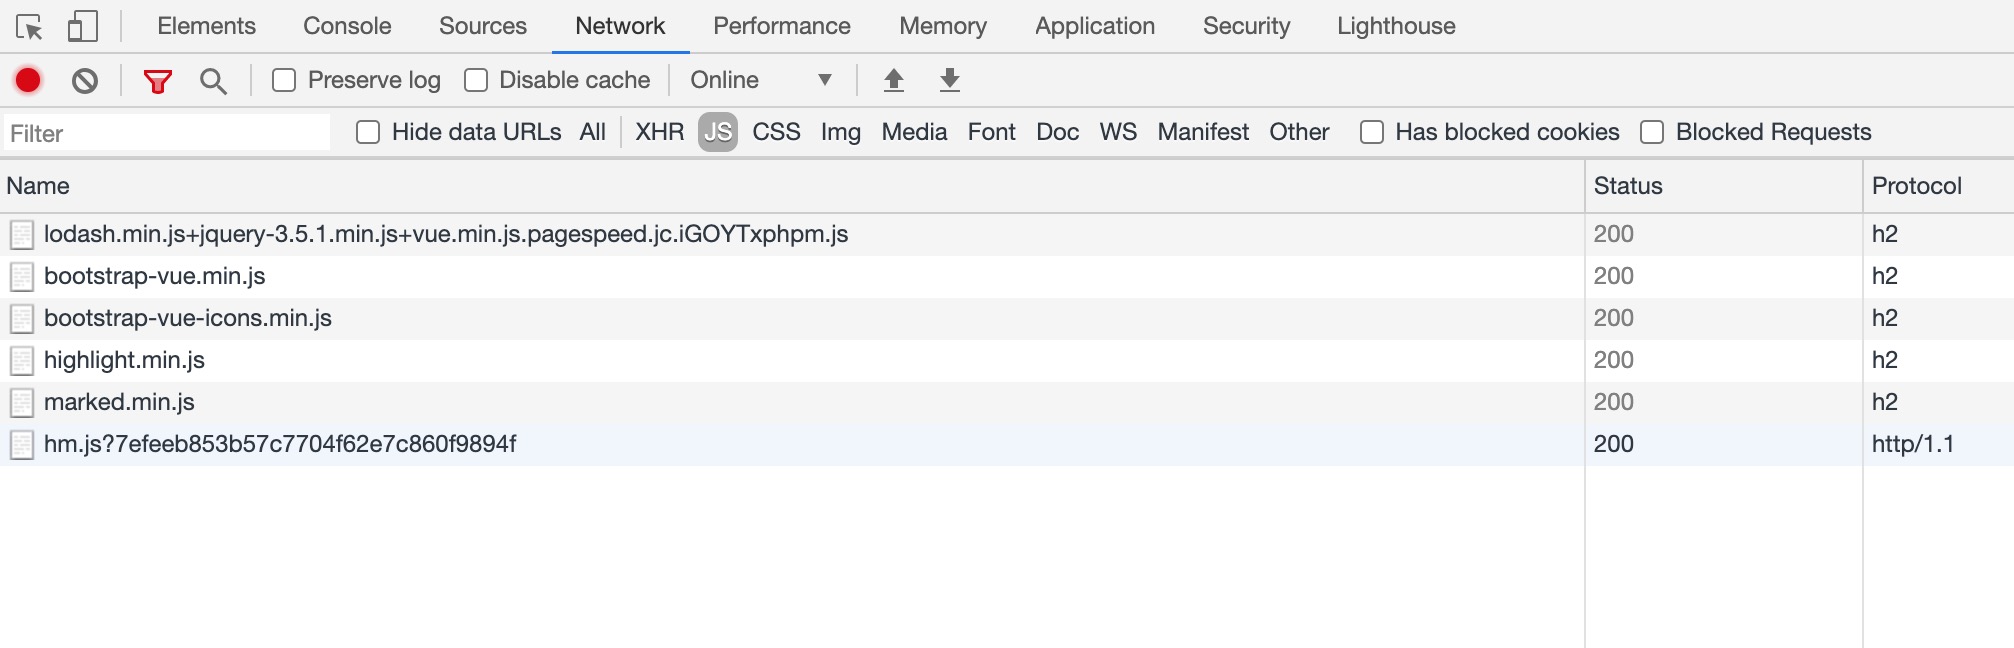 Elements Console Sources Network Performance Memory Application Security Lighthouse
Preserve log Disable cache Online
Filter Hide data URLs All XHR JS CSS Img Media Font Doc WS Manifest Other Has blocked cookies Blocked Requests
Name Status Protocol
lodash.min.js+jquery-3.5.1.min.js+vue.min.js.pagespeed.jc.iGOYTxphpm.js 200 h2
bootstrap-vue.min.js 200 h2
bootstrap-vue-icons.min.js 200 h2
highlight.min.js 200 h2
marked.min.js 200 h2
hm.js?7efeeb853b57c7704f62e7c860f9894f 200 http/1.1